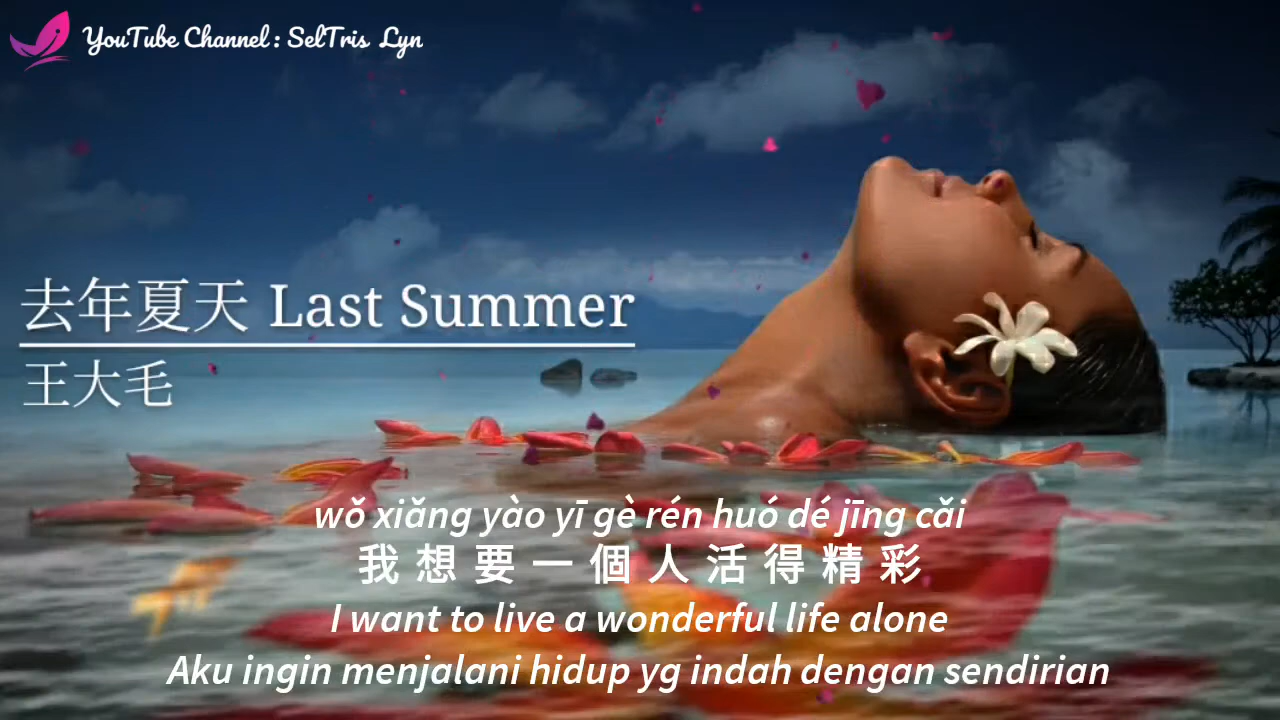 YouTube Channel : SelTris Lyn
去年夏天 Last Summer
王大毛
wǒ xiǎng yào yī gè rén huó dé jīng cǎi
我想要一個人活得精彩
I want to live a wonderful life alone
Aku ingin menjalani hidup yg indah dengan sendirian